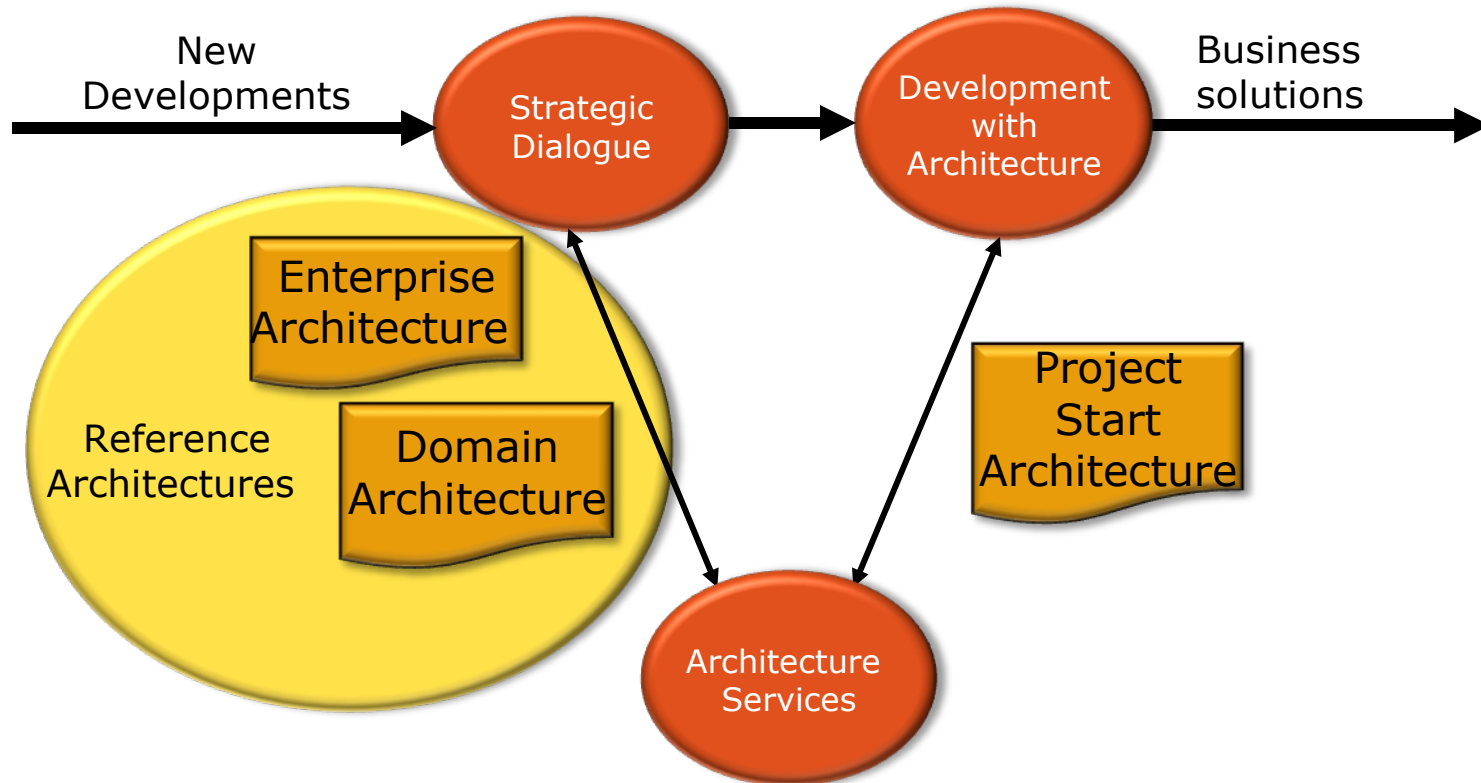 New
Developments
Strategic
Dialogue
Development
with
Architecture
Business
solutions
Enterprise
Architecture
Reference
Architectures
Domain
Architecture
Project
Start
Architecture
Architecture
Services